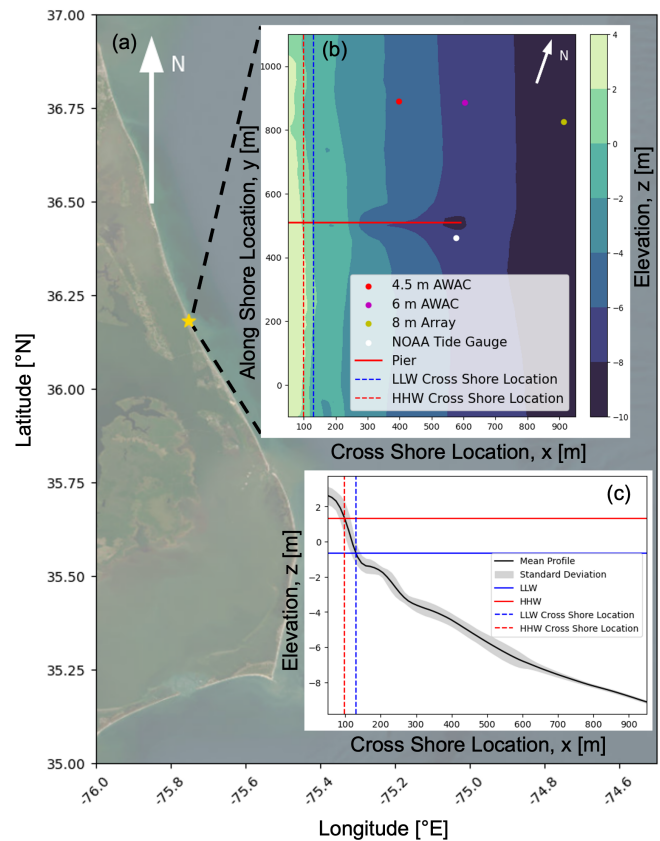 (a)
N
37.00
36.75
36.50
36.25
36.00
35.75
35.50
35.25
35.00
Latitude [°N]
-76.0
-75.8
-75.6
-75.4
-75.2
-75.0
-74.8
-74.6
Longitude [°E]
(b)
N
1000
800
600
400
200
0
Along Shore Location, y [m]
4.5 m AWAC
6 m AWAC
8 m Array
NOAA Tide Gauge
Pier
LLW Cross Shore Location
HHW Cross Shore Location
100
200
300
400
500
600
700
800
900
Cross Shore Location, x [m]
4
2
0
−2
−4
−6
−8
−10
Elevation, z [m]
(c)
2
0
−2
−4
−6
−8
Elevation, z [m]
Mean Profile
Standard Deviation
LLW
HHW
LLW Cross Shore Location
HHW Cross Shore Location
100
200
300
400
500
600
700
800
900
Cross Shore Location, x [m]